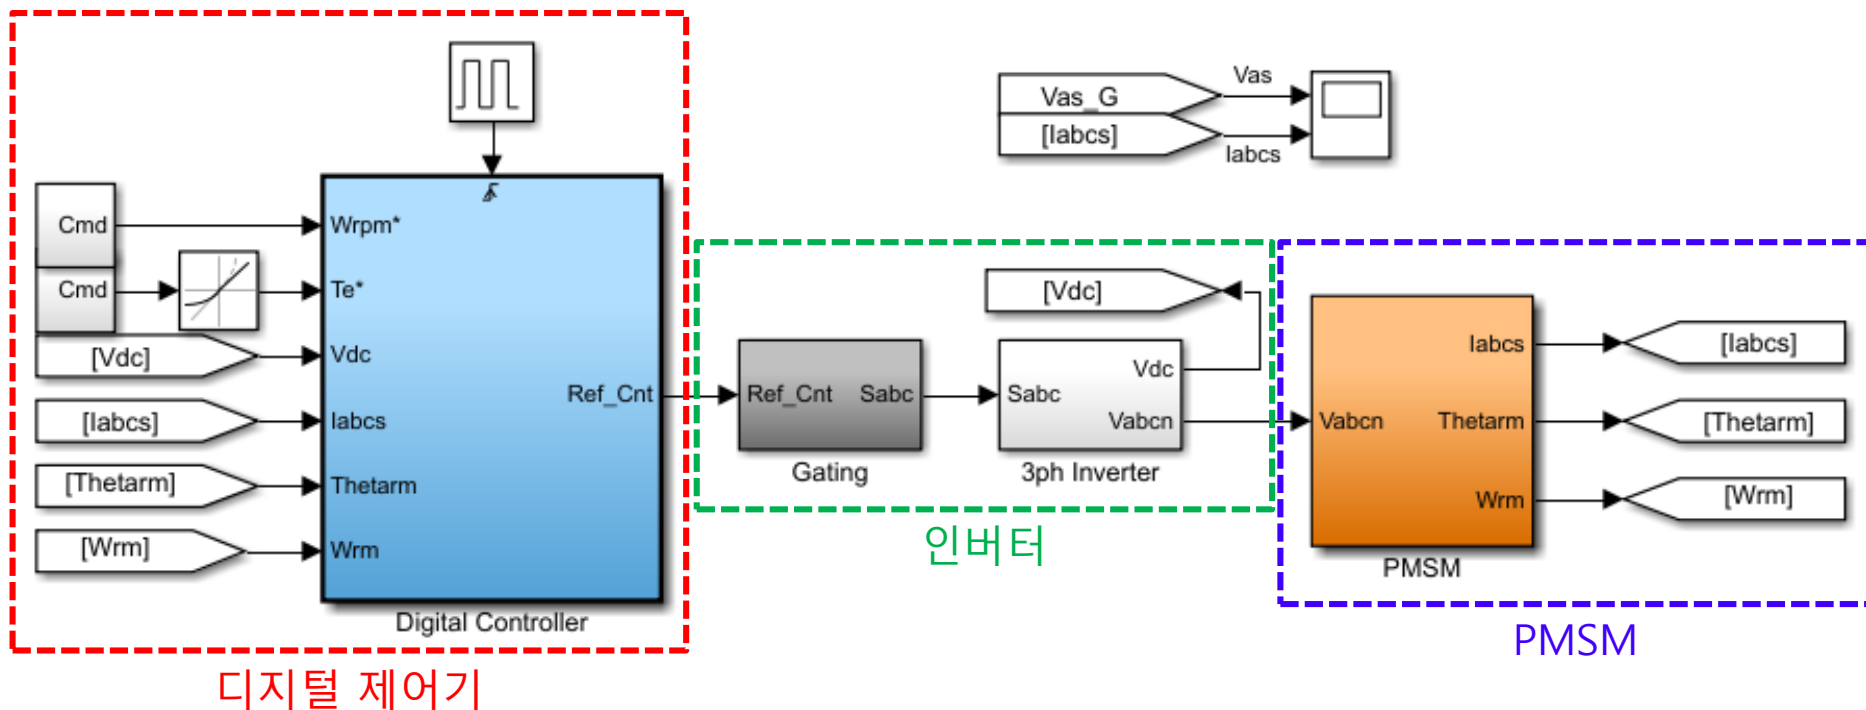 Cmd
Wrpm*
Cmd
Te*
[Vdc]
Vdc
[Iabcs]
Iabcs
[Thetarm]
Thetarm
[Wrm]
Wrm
Ref_Cnt
Digital Controller
디지털 제어기
Ref_Cnt
Sabc
Gating
[Vdc]
Sabc
Vdc
Vabcn
3ph Inverter
인버터
Vas_G
Vas
[Iabcs]
Iabcs
Vabcn
Iabcs
Thetarm
Wrm
PMSM
[Iabcs]
[Thetarm]
[Wrm]
PMSM